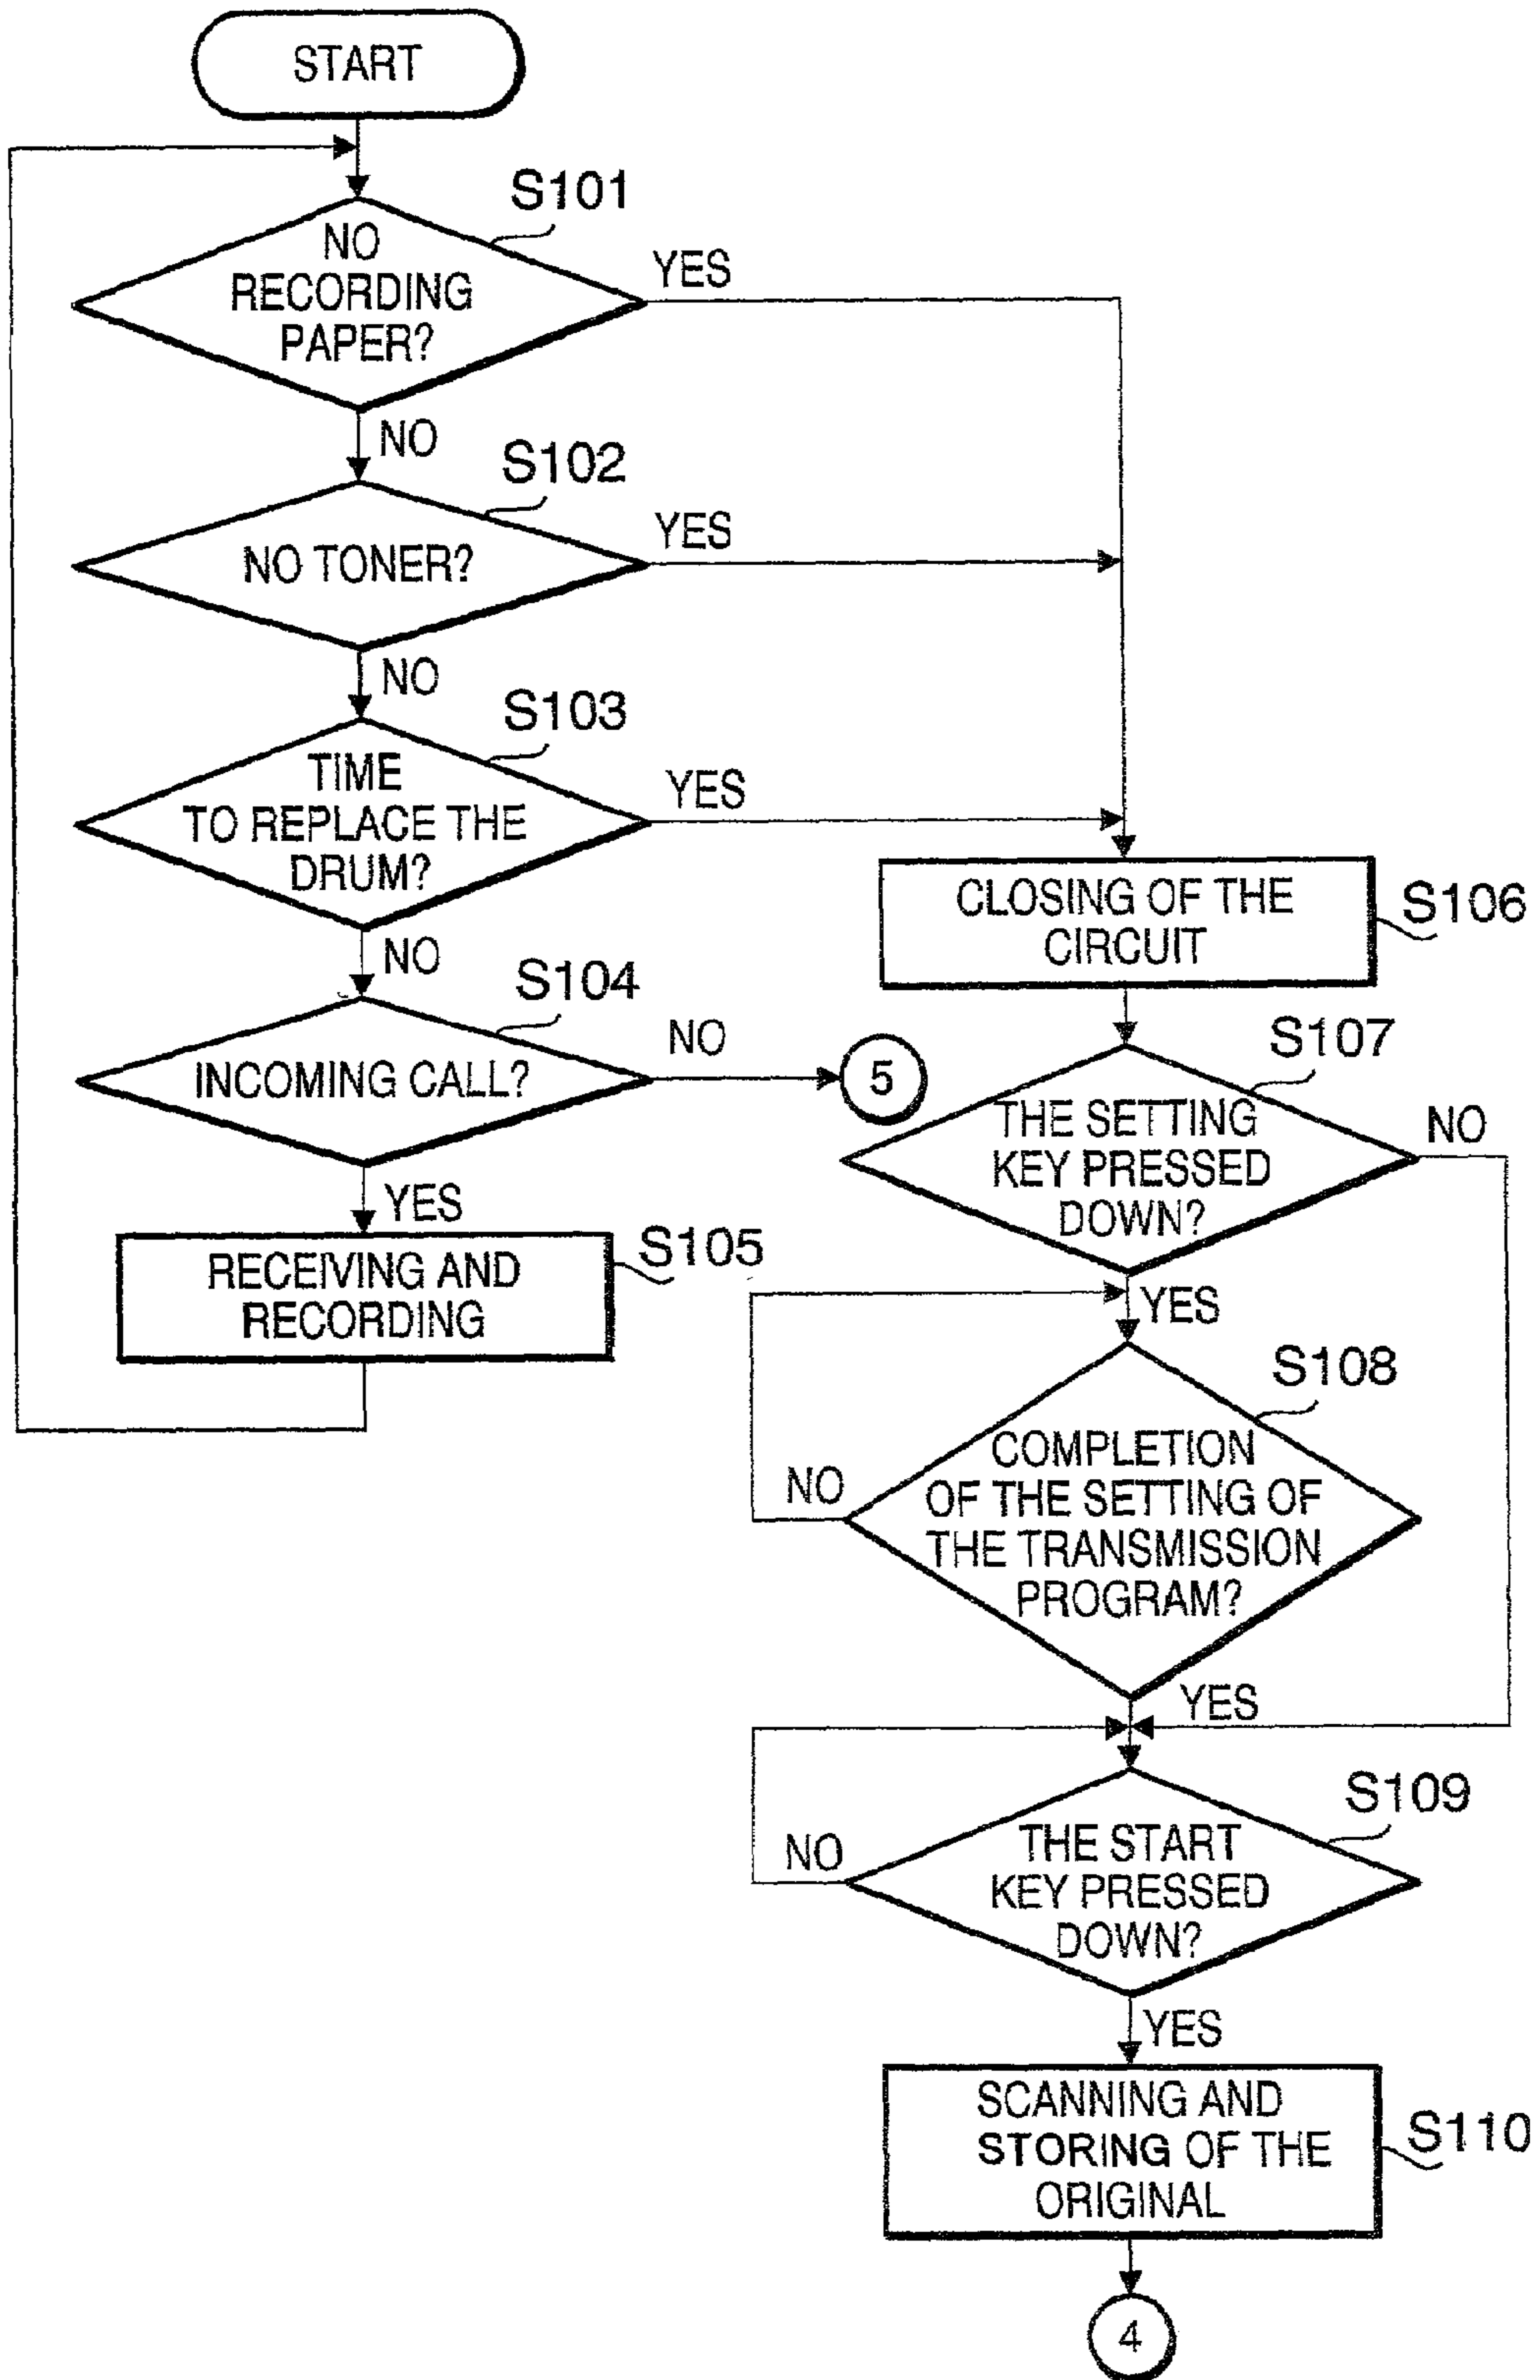 START
S101
NO
RECORDING
PAPER?
YES
NO
S102
NO TONER?
YES
NO
S103
TIME
TO REPLACE THE
DRUM?
YES
NO
S104
INCOMING CALL?
NO
5
YES
S105
RECEIVING AND
RECORDING
CLOSING OF THE
CIRCUIT
S106
S107
THE SETTING
KEY PRESSED
DOWN?
NO
YES
S108
COMPLETION
OF THE SETTING OF
THE TRANSMISSION
PROGRAM?
NO
YES
S109
THE START
KEY PRESSED
DOWN?
NO
YES
SCANNING AND
STORING OF THE
ORIGINAL
S110
4